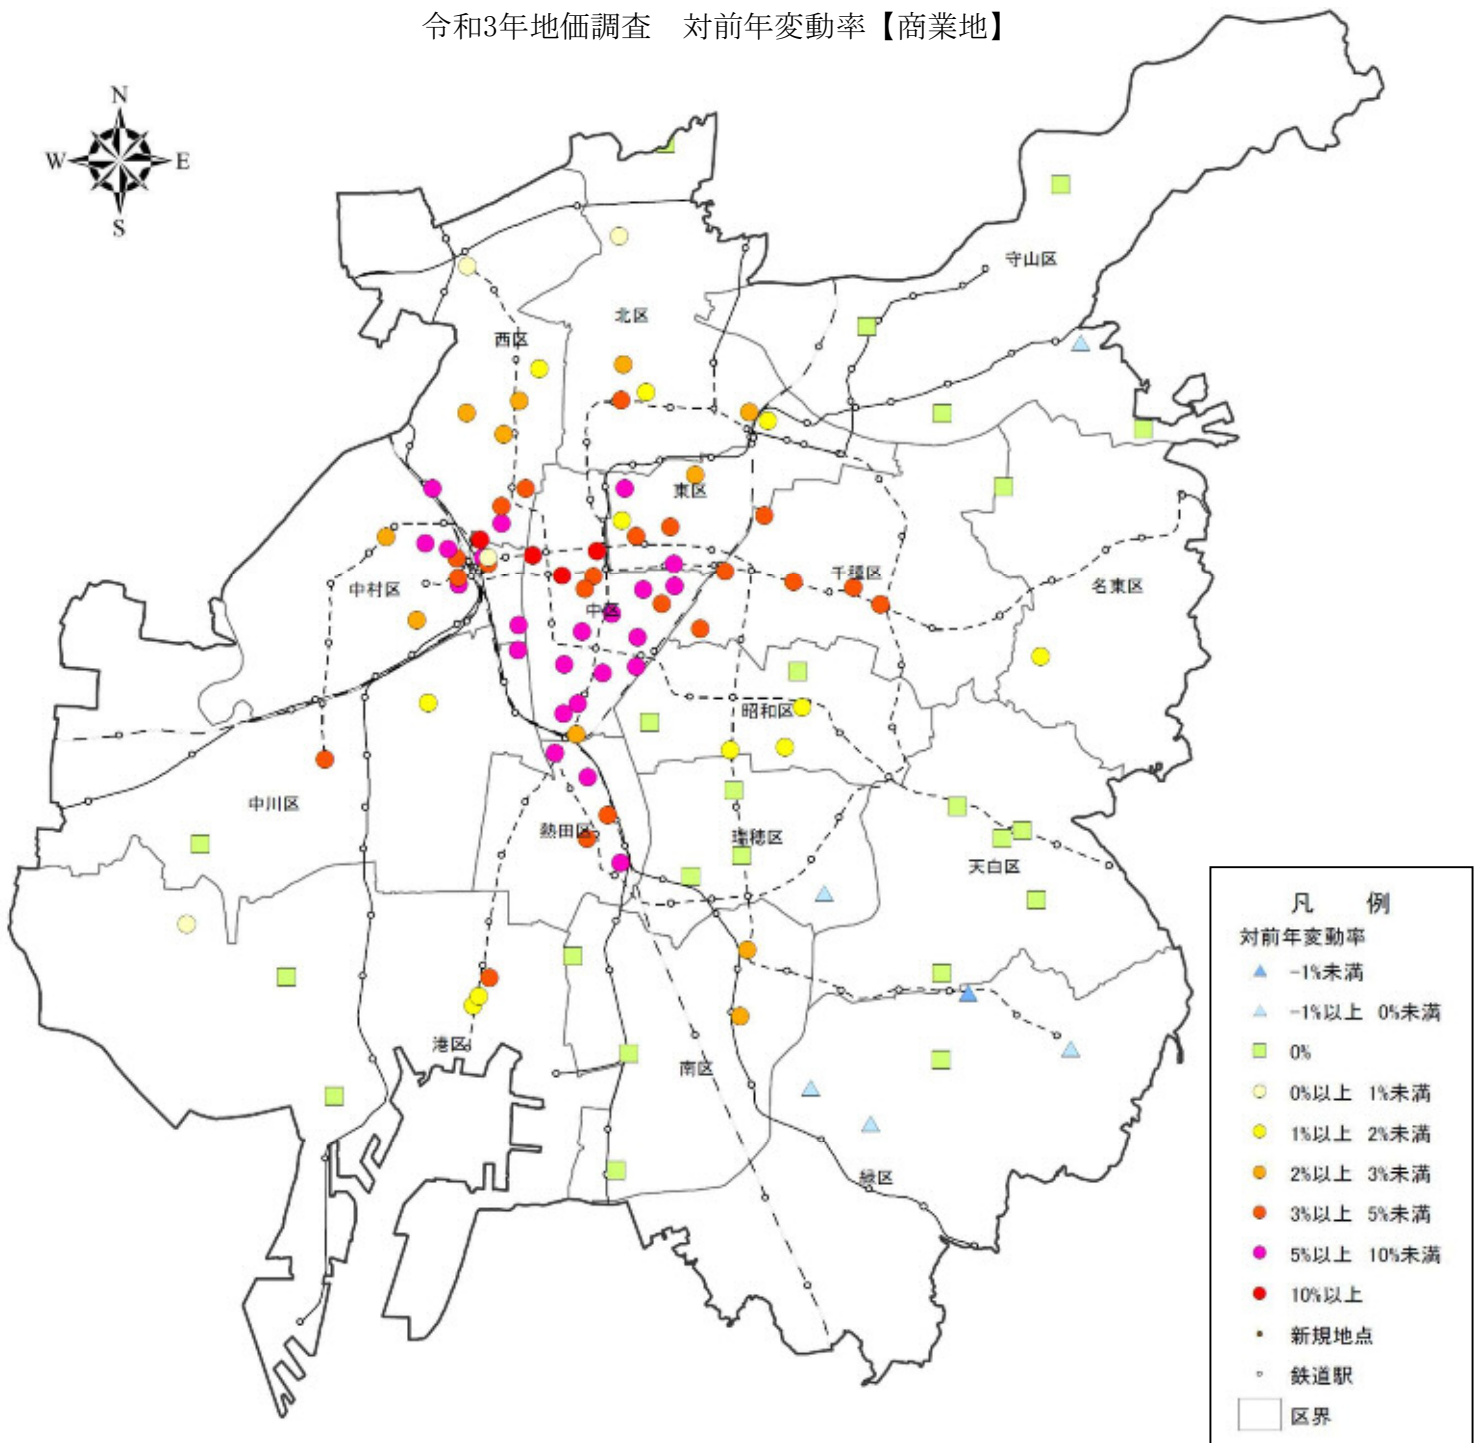 令和3年地価調査　対前年変動率【商業地】
N
W E
S
守山区
北区
西区
東区
千種区
中村区
名東区
中区
昭和区
中川区
熱田区
瑞穂区
天白区
港区
南区
緑区
凡　例
対前年変動率
-1%未満
-1%以上 0%未満
0%
0%以上 1%未満
1%以上 2%未満
2%以上 3%未満
3%以上 5%未満
5%以上 10%未満
10%以上
新規地点
鉄道駅
区界